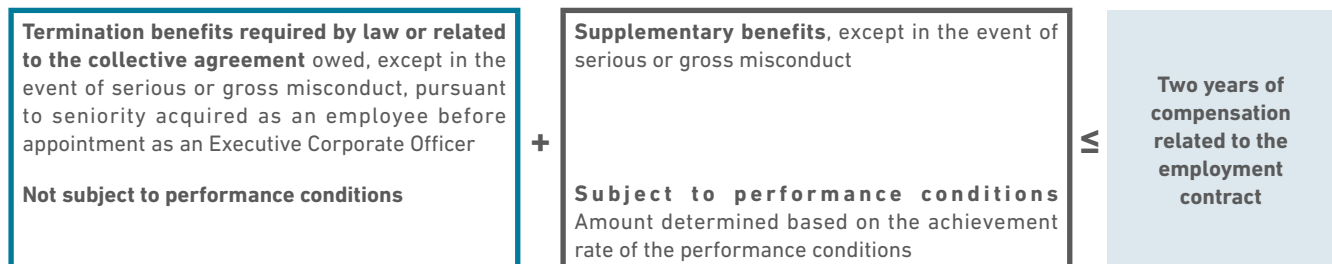 Termination benefits required by law or related
to the collective agreement owed, except in the
event of serious or gross misconduct, pursuant
to seniority acquired as an employee before
appointment as an Executive Corporate Officer
Not subject to performance conditions
+
Supplementary benefits, except in the event of
serious or gross misconduct
Subject to performance conditions
Amount determined based on the achievement
rate of the performance conditions
≤
Two years of
compensation
related to the
employment
contract